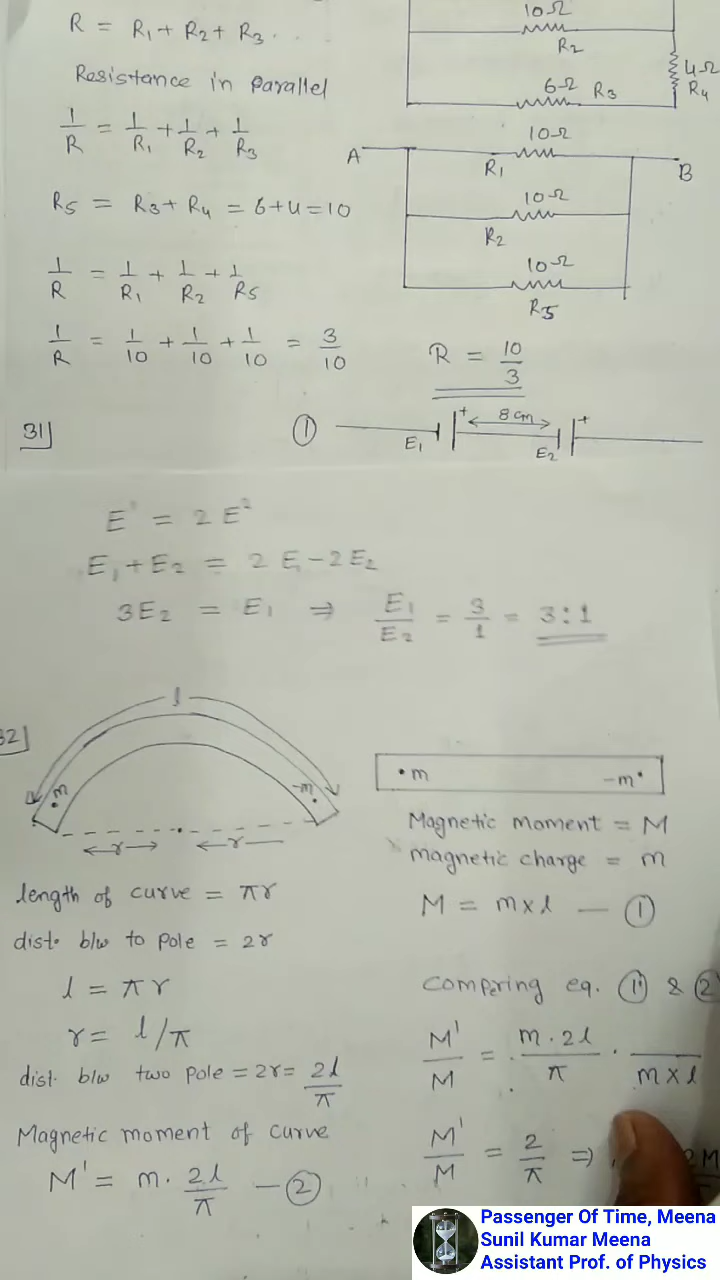 R = R₁ + R₂ + R₃ . .
Resistance in parallel
1/R = 1/R₁ + 1/R₂ + 1/R₃
R₅ = R₃ + R₄ = 6 + 4 = 10
1/R = 1/R₁ + 1/R₂ + 1/R₅
1/R = 1/10 + 1/10 + 1/10 = 3/10
10Ω
R₂
4Ω
R₄
6Ω R₃
A
10Ω
R₁
B
10Ω
R₂
10Ω
R₅
R = 10/3
31]
①
E₁
+
8 cm
E₂
+
E' = 2E²
E₁ + E₂ = 2E - 2E₂
3E₂ = E₁ ⇒ E₁/E₂ = 3/1 = 3:1
32]
l
m
-m
r
r
length of curve = πr
dist. b/w to pole = 2r
l = πr
r = l/π
dist. b/w two pole = 2r = 2l/π
Magnetic moment of curve
M' = m. 2l/π — ②
m
-m
Magnetic moment = M
magnetic charge = m
M = m×l — ①
compring eq. ① & ②
M'/M = m.2l/π . /m×l
M'/M = 2/π ⇒
2M
Passenger Of Time, Meena
Sunil Kumar Meena
Assistant Prof. of Physics